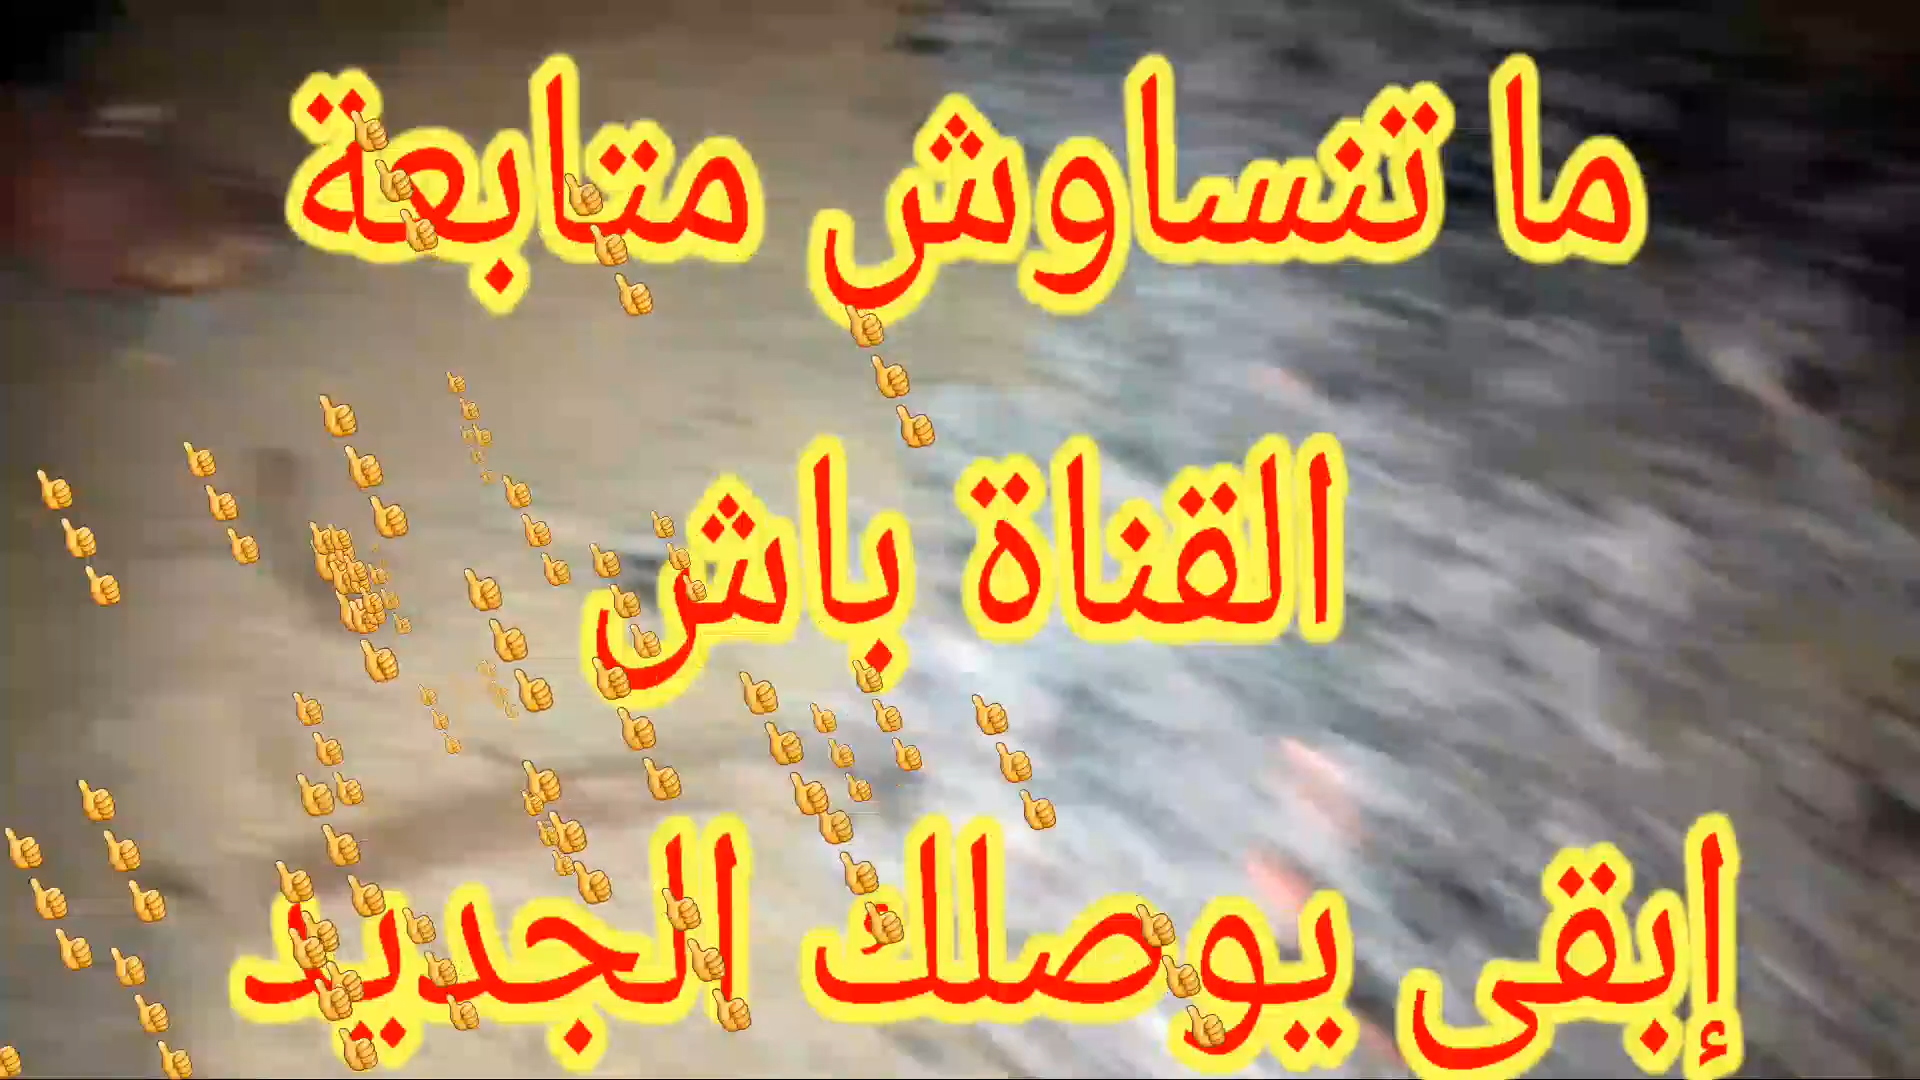 ما تنساوش متابعة
القناة باش
إبقى يوصلك الجديد